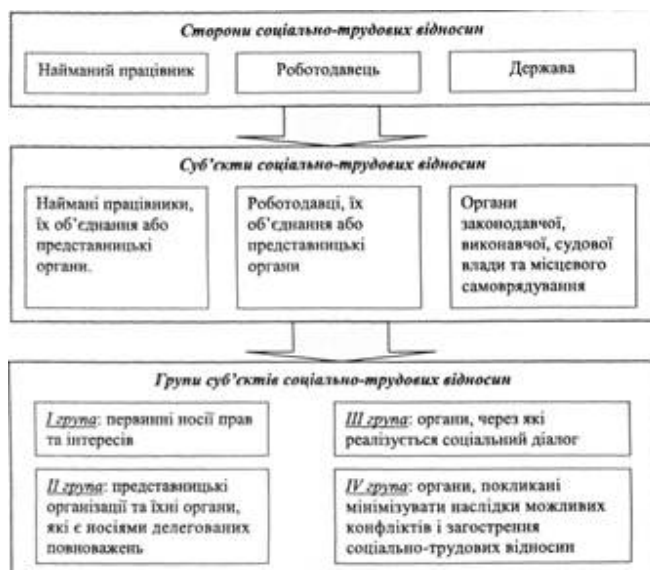 Сторони соціально-трудових відносин
Найманий працівник
Роботодавець
Держава
Суб'єкти соціально-трудових відносин
Наймані працівники,
їх об'єднання або
представницькі
органи.
Роботодавці, їх
об'єднання або
представницькі
органи
Органи
законодавчої,
виконавчої, судової
влади та місцевого
самоврядування
Групи суб'єктів соціально-трудових відносин
І група: первинні носії прав
та інтересів
ІІ група: представницькі
організації та їхні органи,
які є носіями делегованих
повноважень
ІІІ група: органи, через які
реалізується соціальний діалог
IV група: органи, покликані
мінімізувати наслідки можливих
конфліктів і загострення
соціально-трудових відносин